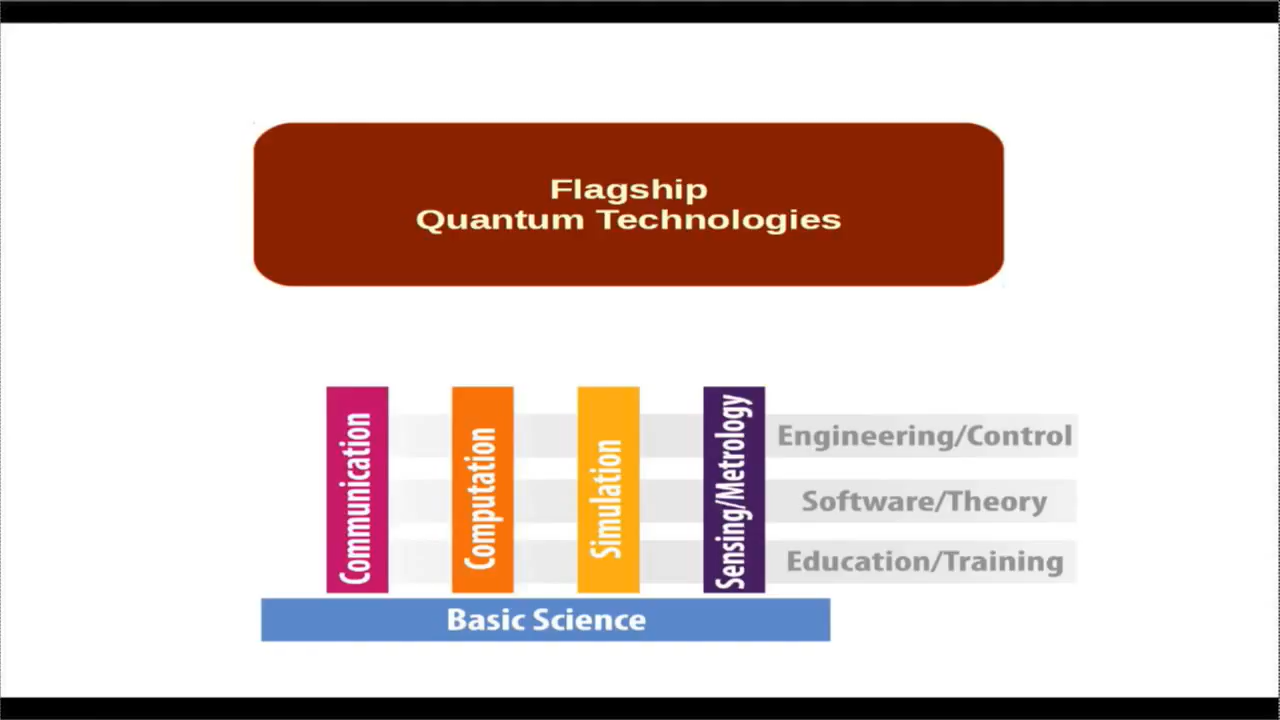 Flagship
Quantum Technologies
Communication
Computation
Simulation
Sensing/Metrology
Engineering/Control
Software/Theory
Education/Training
Basic Science